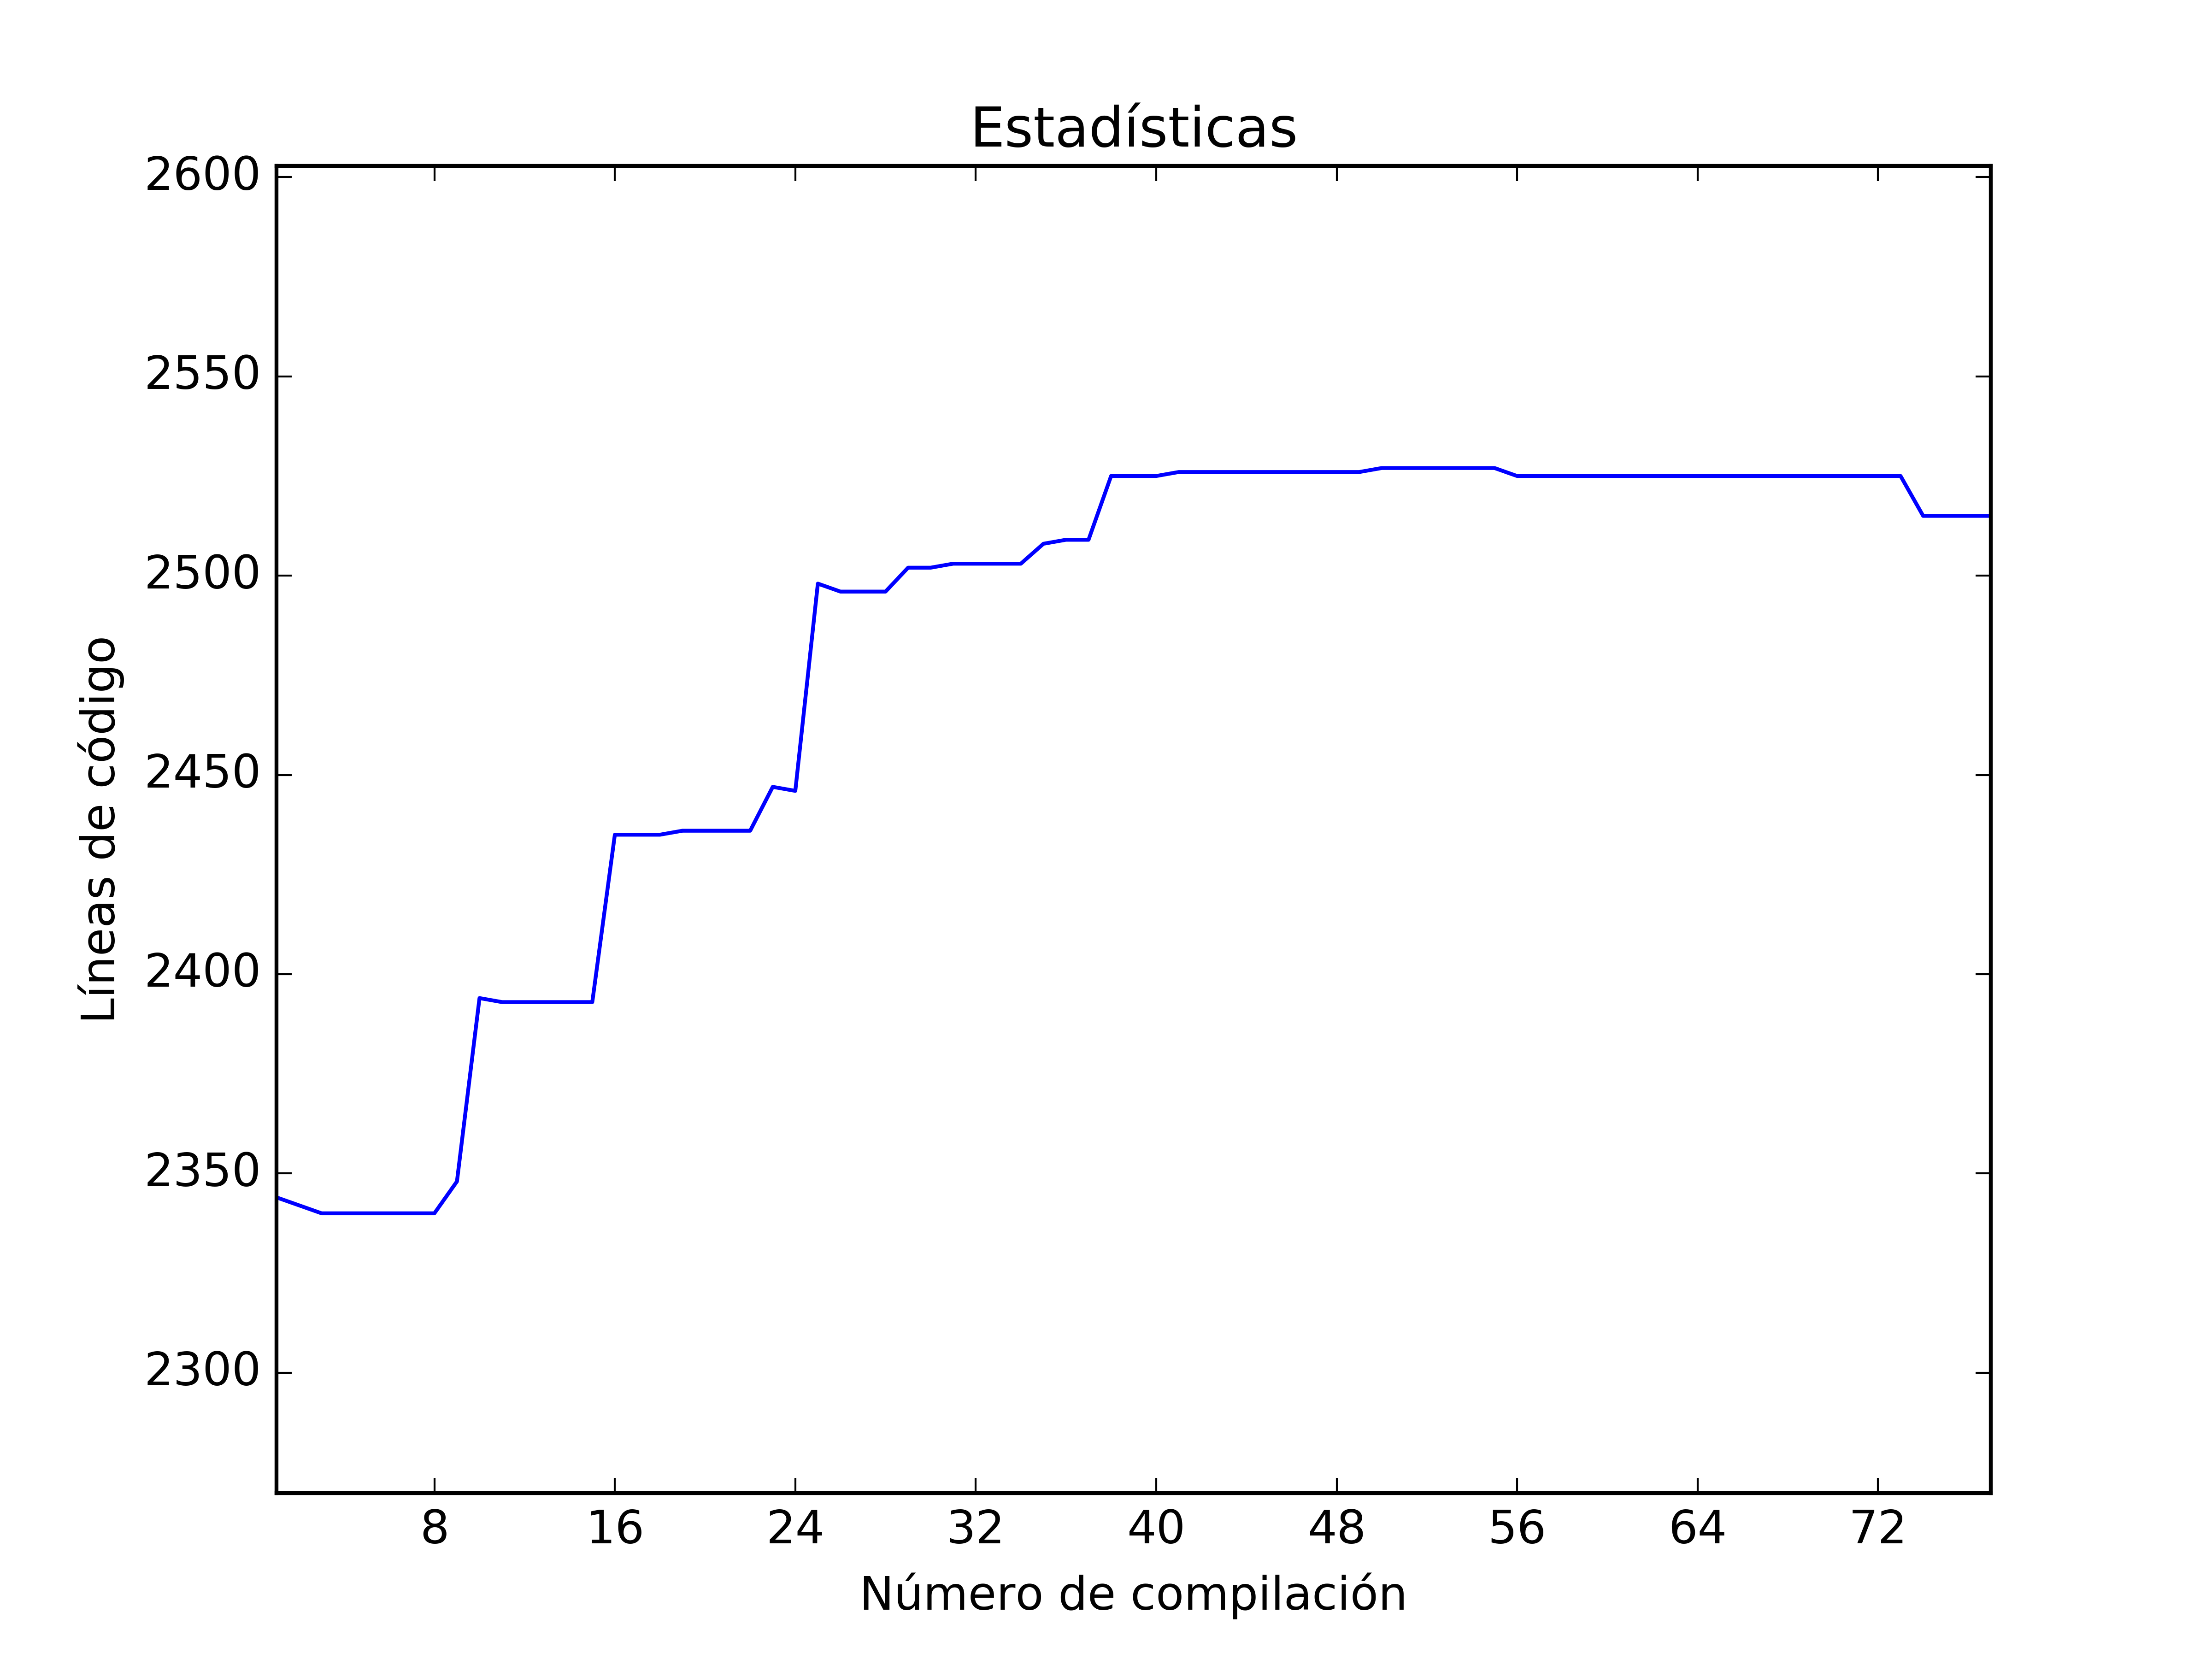 Estadísticas
2600
2550
2500
2450
2400
2350
2300
Líneas de código
8 16 24 32 40 48 56 64 72
Número de compilación